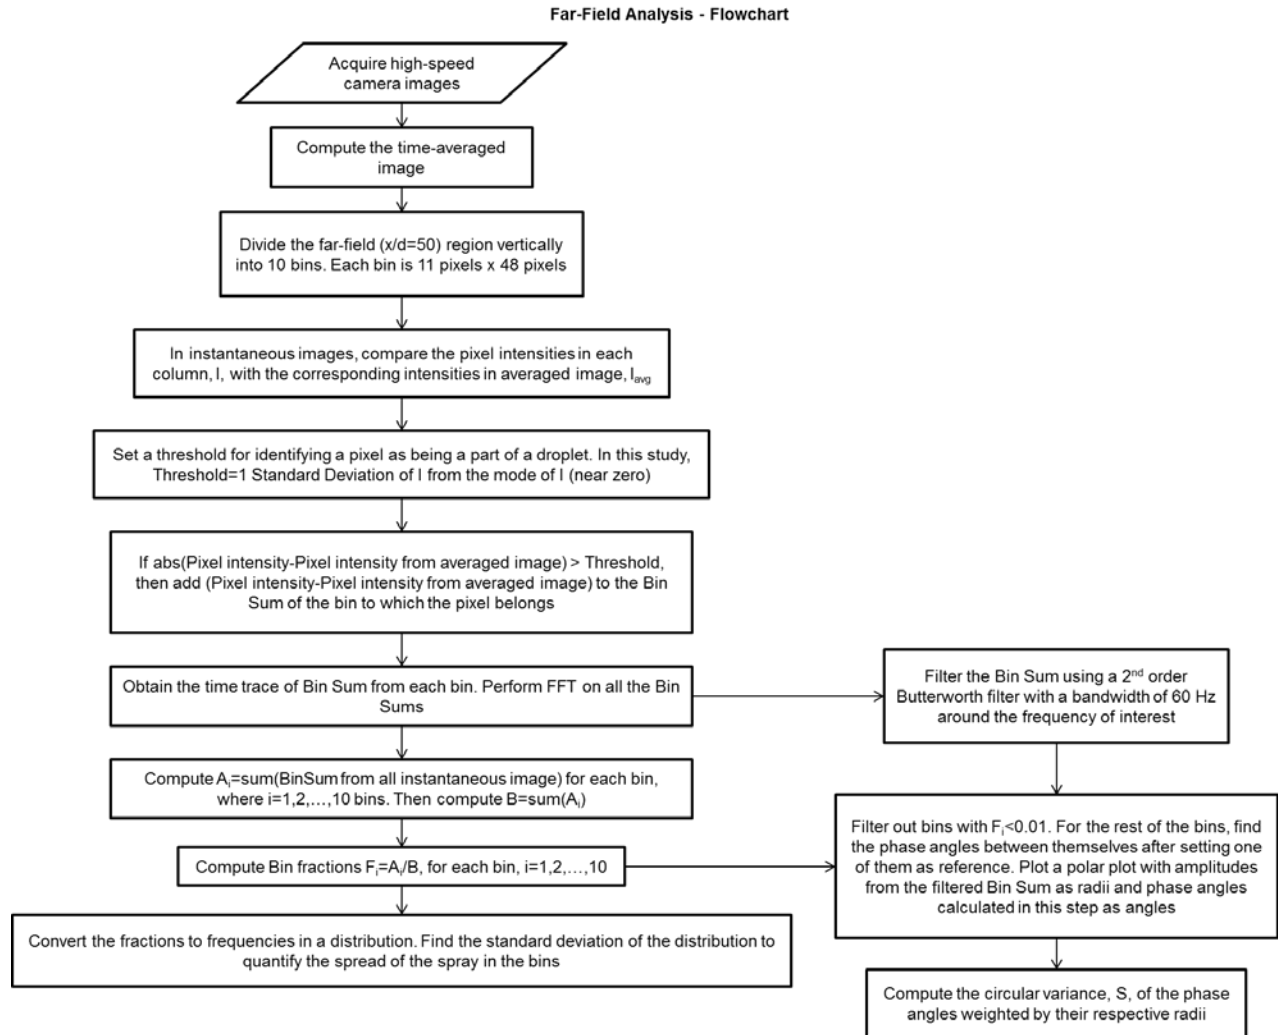 Far-Field Analysis - Flowchart
Acquire high-speed
camera images
Compute the time-averaged
image
Divide the far-field (x/d=50) region vertically
into 10 bins. Each bin is 11 pixels x 48 pixels
In instantaneous images, compare the pixel intensities in each
column, I, with the corresponding intensities in averaged image, Iavg
Set a threshold for identifying a pixel as being a part of a droplet. In this study,
Threshold=1 Standard Deviation of I from the mode of I (near zero)
If abs(Pixel intensity-Pixel intensity from averaged image) > Threshold,
then add (Pixel intensity-Pixel intensity from averaged image) to the Bin
Sum of the bin to which the pixel belongs
Obtain the time trace of Bin Sum from each bin. Perform FFT on all the Bin
Sums
Filter the Bin Sum using a 2nd order
Butterworth filter with a bandwidth of 60 Hz
around the frequency of interest
Compute Ai=sum(BinSum from all instantaneous image) for each bin,
where i=1,2,...,10 bins. Then compute B=sum(Ai)
Compute Bin fractions Fi=Ai/B, for each bin, i=1,2,...,10
Filter out bins with Fi<0.01. For the rest of the bins, find
the phase angles between themselves after setting one
of them as reference. Plot a polar plot with amplitudes
from the filtered Bin Sum as radii and phase angles
calculated in this step as angles
Convert the fractions to frequencies in a distribution. Find the standard deviation of the distribution to
quantify the spread of the spray in the bins
Compute the circular variance, S, of the phase
angles weighted by their respective radii